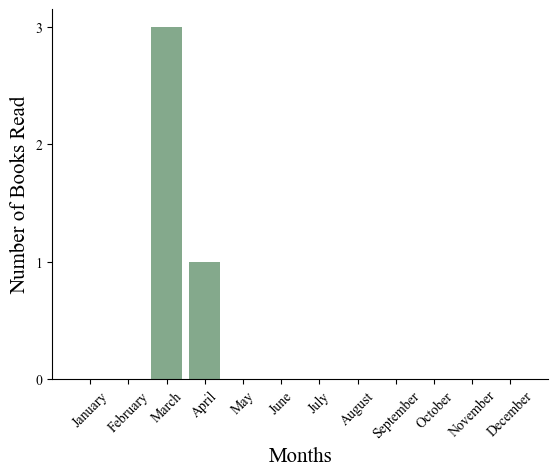 Number of Books Read
3
2
1
0
January
February
March
April
May
June
July
August
September
October
November
December
Months